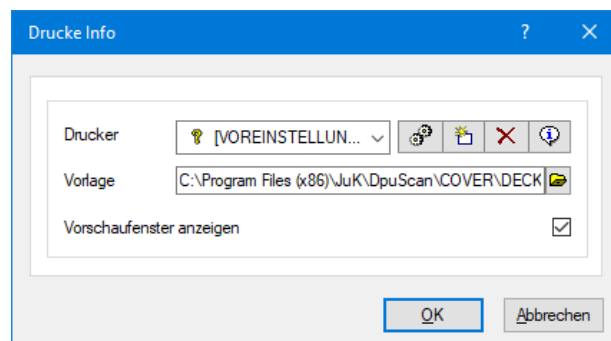 Drucke Info
?
Drucker
[VOREINSTELLUN...
Vorlage
C:\Program Files (x86)\JuK\DpuScan\COVER\DECK
Vorschaufenster anzeigen
OK
Abbrechen